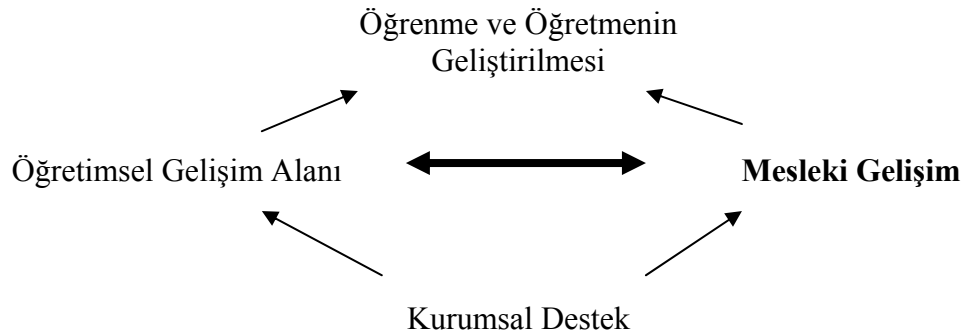 Öğrenme ve Öğretmenin
Geliştirilmesi
Öğretimsel Gelişim Alanı
Mesleki Gelişim
Kurumsal Destek